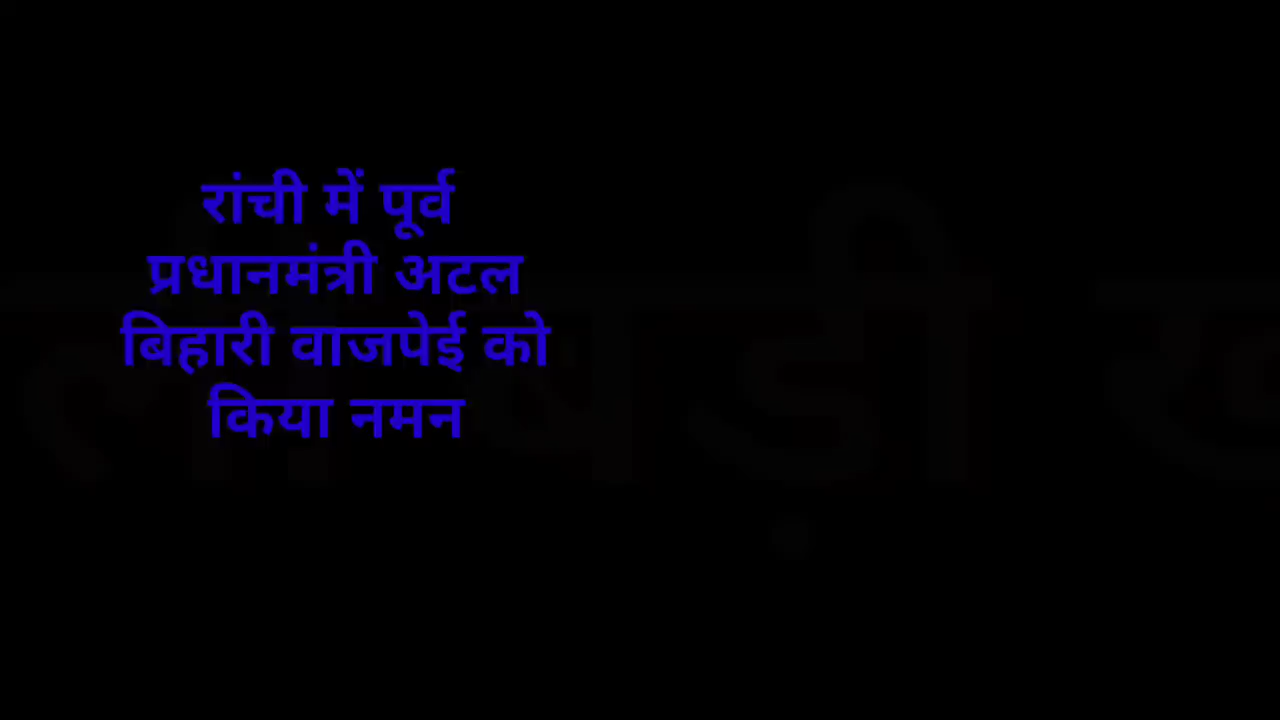 रांची में पूर्व
प्रधानमंत्री अटल
बिहारी वाजपेई को
किया नमन